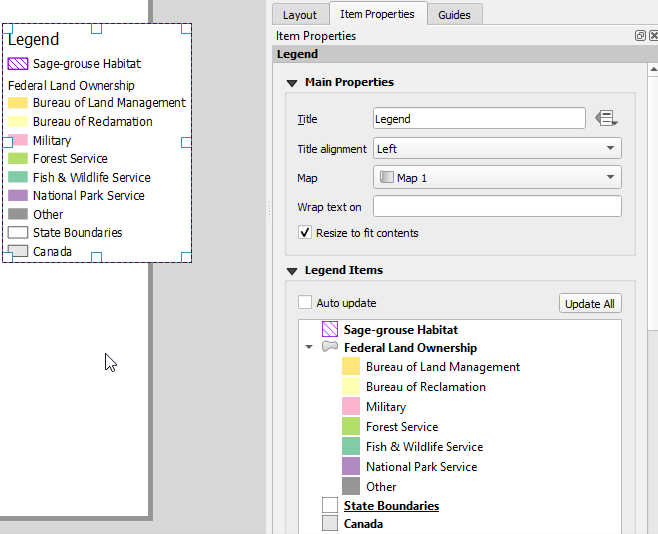 Legend
Sage-grouse Habitat
Federal Land Ownership
Bureau of Land Management
Bureau of Reclamation
Military
Forest Service
Fish & Wildlife Service
National Park Service
Other
State Boundaries
Canada
Layout Item Properties Guides
Item Properties
Legend
Main Properties
Title Legend
Title alignment Left
Map Map 1
Wrap text on
Resize to fit contents
Legend Items
Auto update Update All
Sage-grouse Habitat
Federal Land Ownership
Bureau of Land Management
Bureau of Reclamation
Military
Forest Service
Fish & Wildlife Service
National Park Service
Other
State Boundaries
Canada